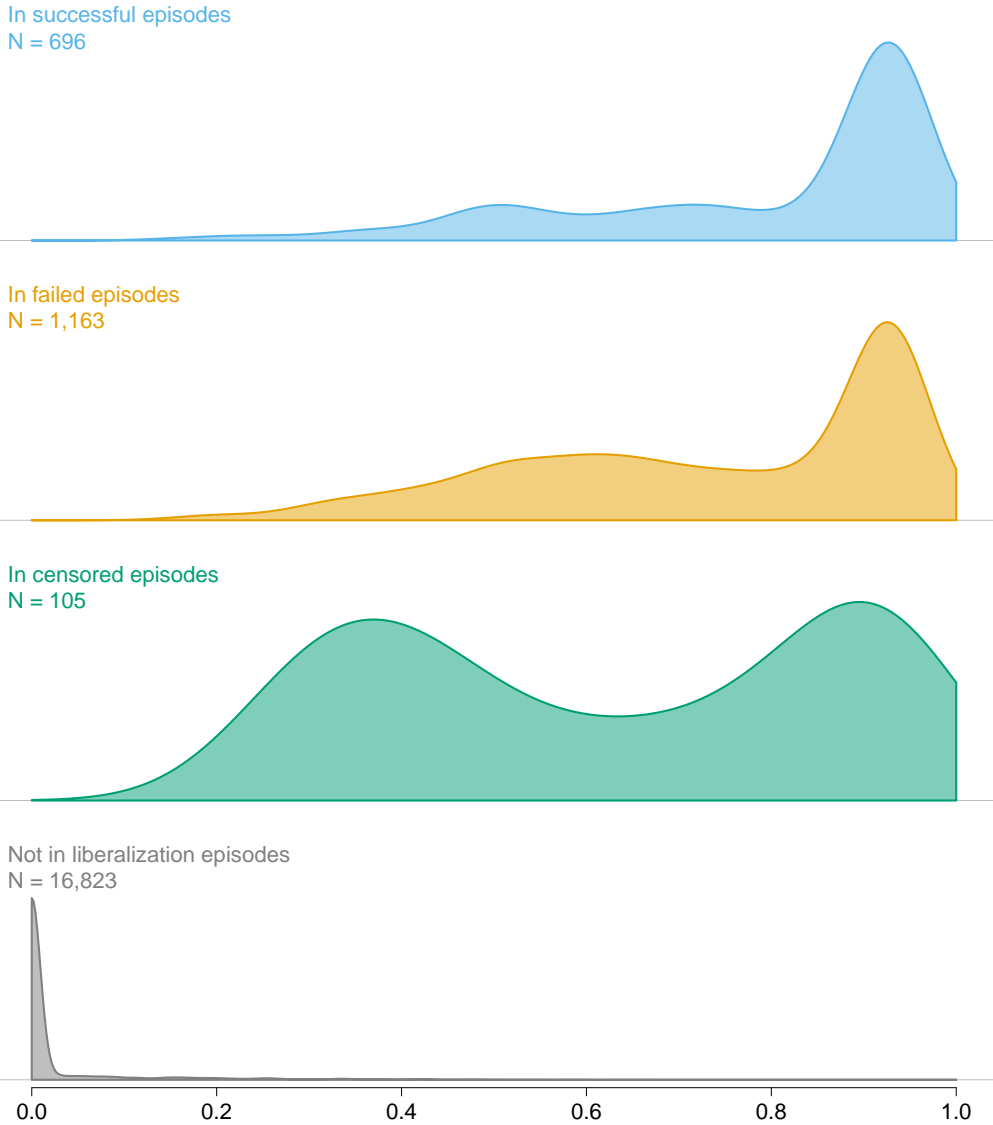 In successful episodes
N = 696
In failed episodes
N = 1,163
In censored episodes
N = 105
Not in liberalization episodes
N = 16,823
0.0 0.2 0.4 0.6 0.8 1.0